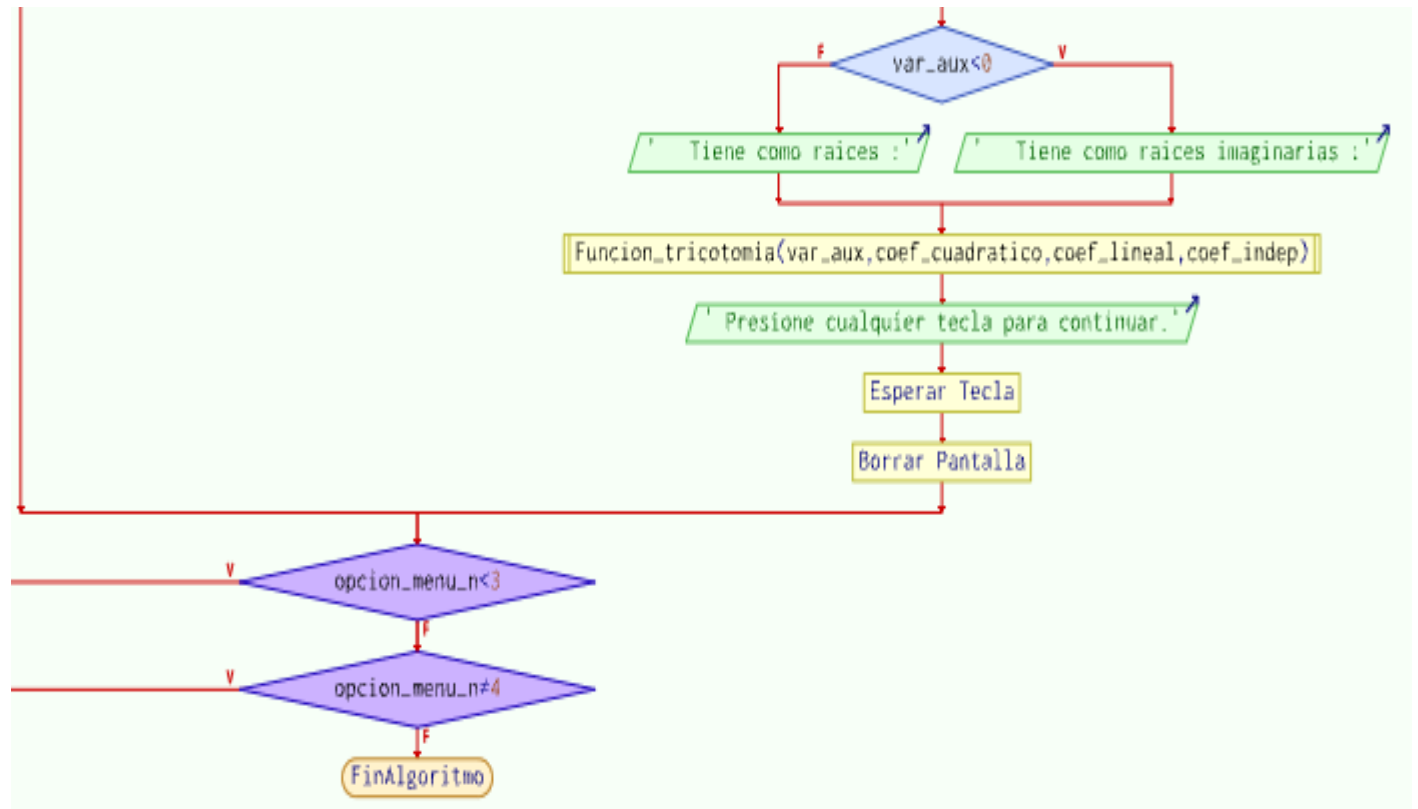 var_aux<0
F
V
' Tiene como raices :'
' Tiene como raices imaginarias :'
Funcion_tricotomia(var_aux,coef_cuadratico,coef_lineal,coef_indep)
' Presione cualquier tecla para continuar.'
Esperar Tecla
Borrar Pantalla
V
opcion_menu_n<3
F
V
opcion_menu_n≠4
F
FinAlgoritmo